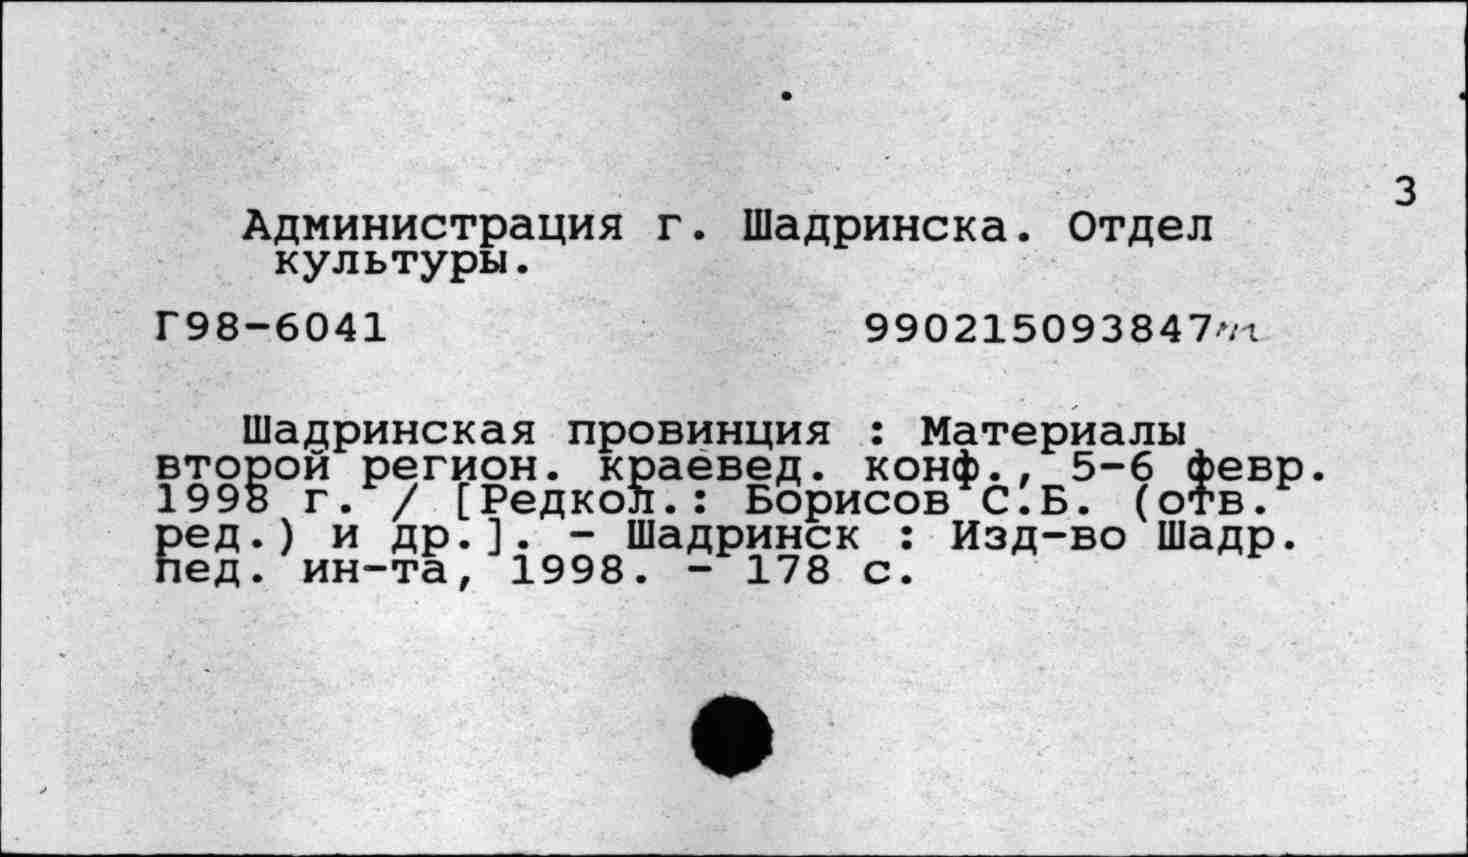 3
Администрация г. Шадринска. Отдел
культуры.
Г98-6041 990215093847
Шадринская провинция : Материалы
второй регион. краевед. конф., 5-6 февр.
1998 г. / [Редкол.: Борисов С.Б. (отв.
ред.) и др.]. - Шадринск : Изд-во Шадр.
пед. ин-та, 1998. - 178 с.